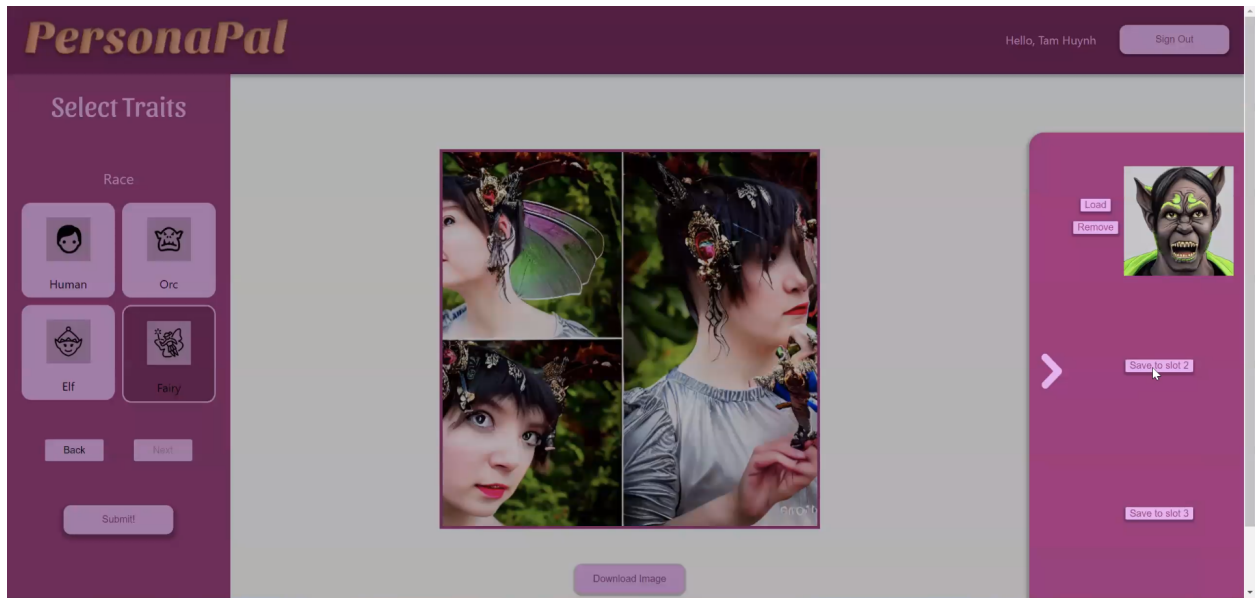 PersonaPal
Hello, Tam Huynh
Sign Out
Select Traits
Race
Human
Orc
Elf
Fairy
Back
Next
Submit!
Download Image
Load
Remove
Save to slot 2
Save to slot 3